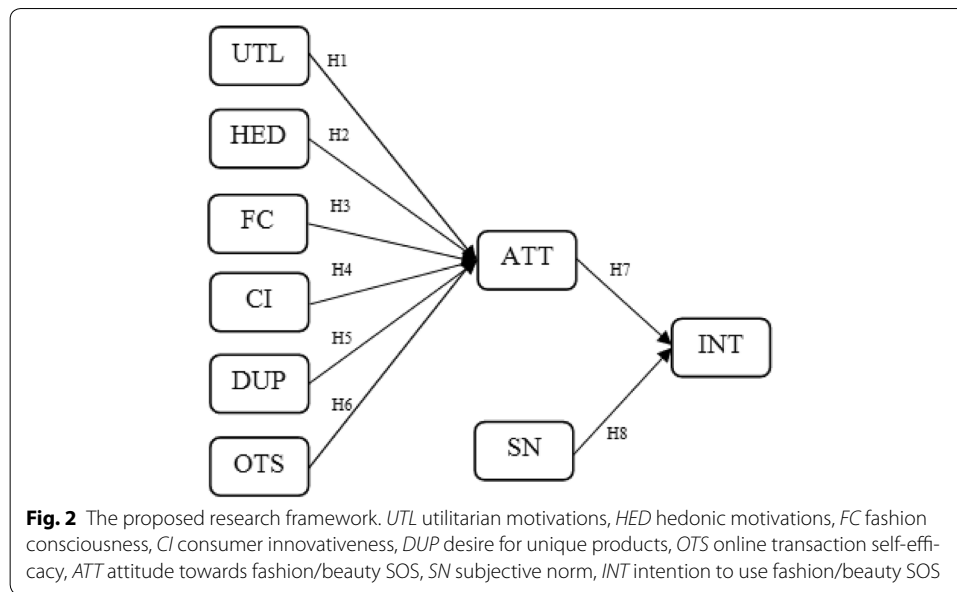 UTL
H1
HED
H2
FC
H3
H4
CI
ATT
H7
INT
H5
DUP
H6
OTS
SN
H8
Fig. 2 The proposed research framework. UTL utilitarian motivations, HED hedonic motivations, FC fashion
consciousness, CI consumer innovativeness, DUP desire for unique products, OTS online transaction self-effi-
cacy, ATT attitude towards fashion/beauty SOS, SN subjective norm, INT intention to use fashion/beauty SOS